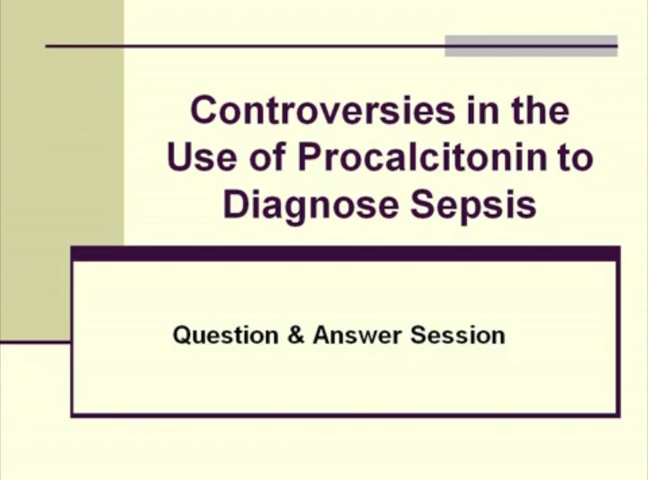 Controversies in the
Use of Procalcitonin to
Diagnose Sepsis
Question & Answer Session